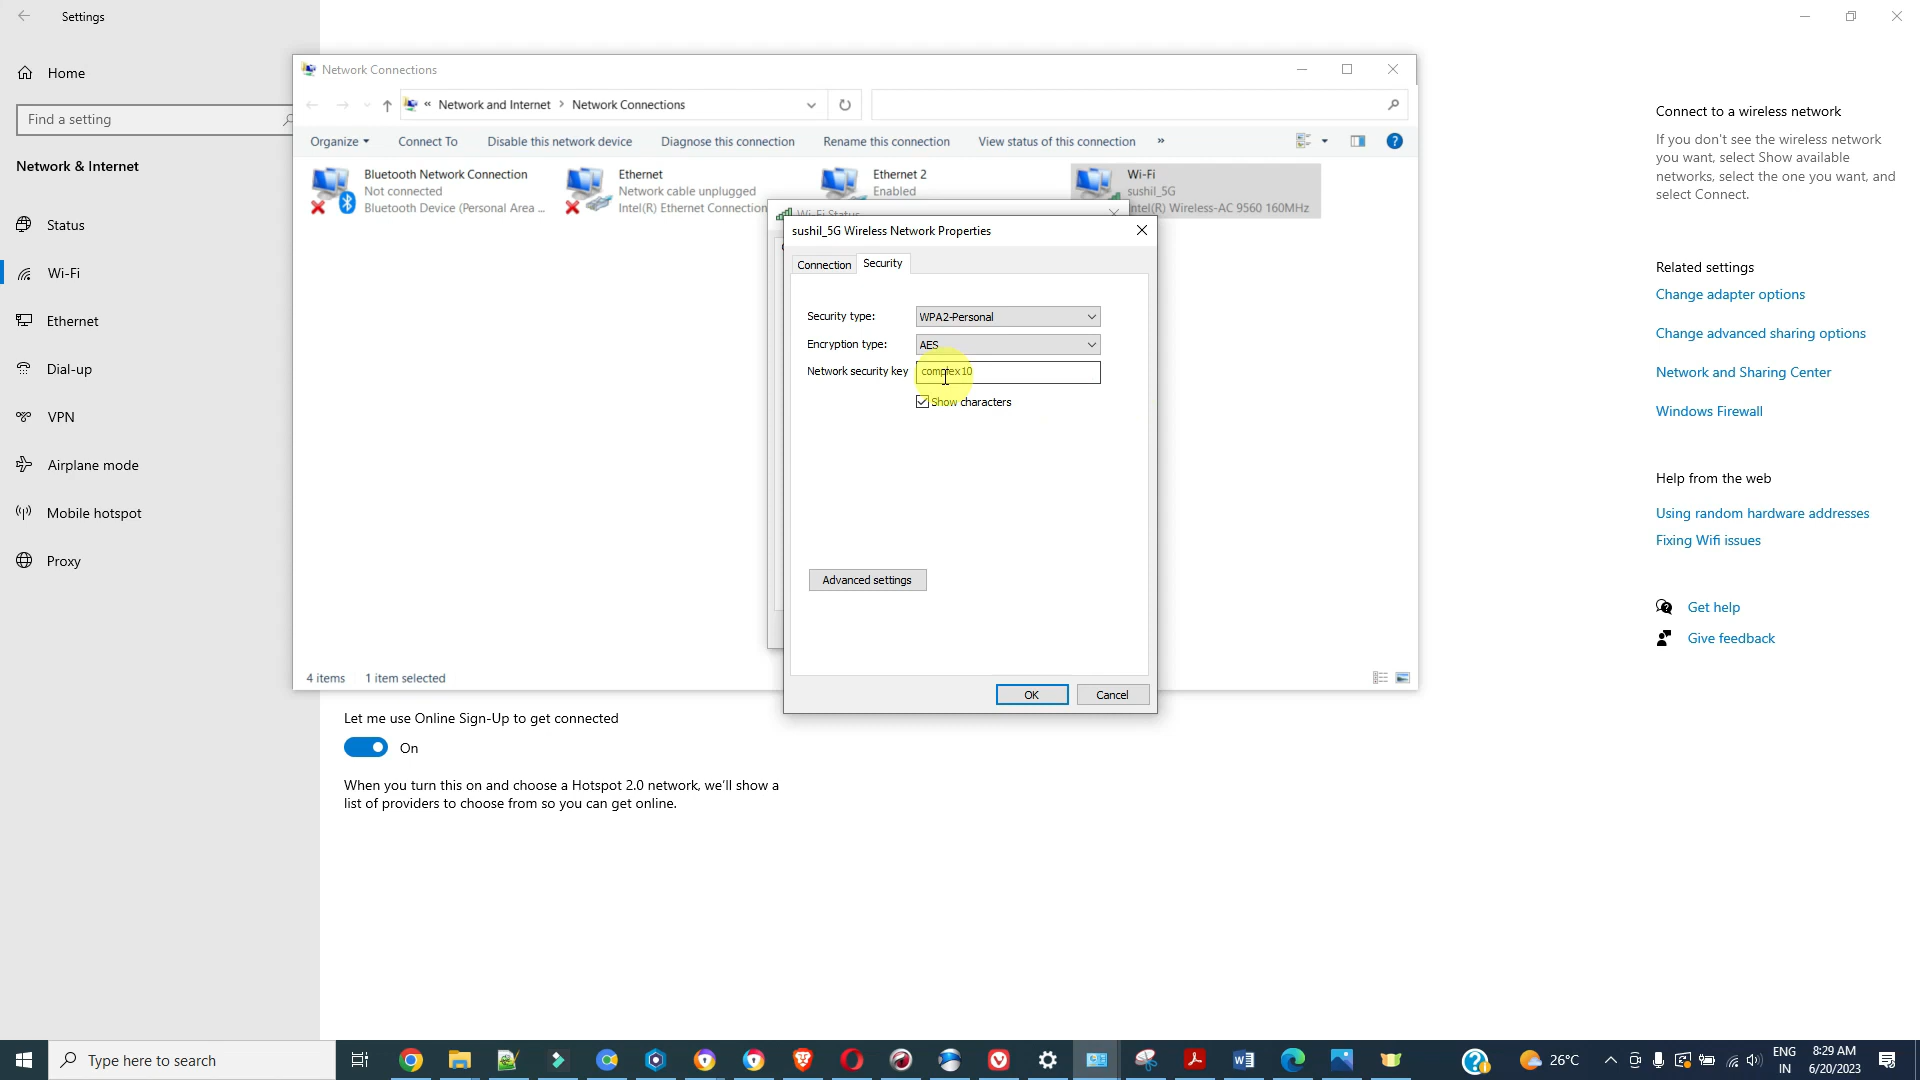 Settings
Home
Find a setting
Network & Internet
Status
Wi-Fi
Ethernet
Dial-up
VPN
Airplane mode
Mobile hotspot
Proxy
Network Connections
« Network and Internet > Network Connections
Organize
Connect To
Disable this network device
Diagnose this connection
Rename this connection
View status of this connection
»
Bluetooth Network Connection
Not connected
Bluetooth Device (Personal Area ...
Ethernet
Network cable unplugged
Intel(R) Ethernet Connection
Ethernet 2
Enabled
Wi-Fi
sushil_5G
Intel(R) Wireless-AC 9560 160MHz
Wi-Fi Status
sushil_5G Wireless Network Properties
Connection
Security
Security type:
WPA2-Personal
Encryption type:
AES
Network security key
complex10
Show characters
Advanced settings
OK
Cancel
4 items
1 item selected
Let me use Online Sign-Up to get connected
On
When you turn this on and choose a Hotspot 2.0 network, we'll show a
list of providers to choose from so you can get online.
Connect to a wireless network
If you don't see the wireless network
you want, select Show available
networks, select the one you want, and
select Connect.
Related settings
Change adapter options
Change advanced sharing options
Network and Sharing Center
Windows Firewall
Help from the web
Using random hardware addresses
Fixing Wifi issues
Get help
Give feedback
Type here to search
26°C
ENG
IN
8:29 AM
6/20/2023